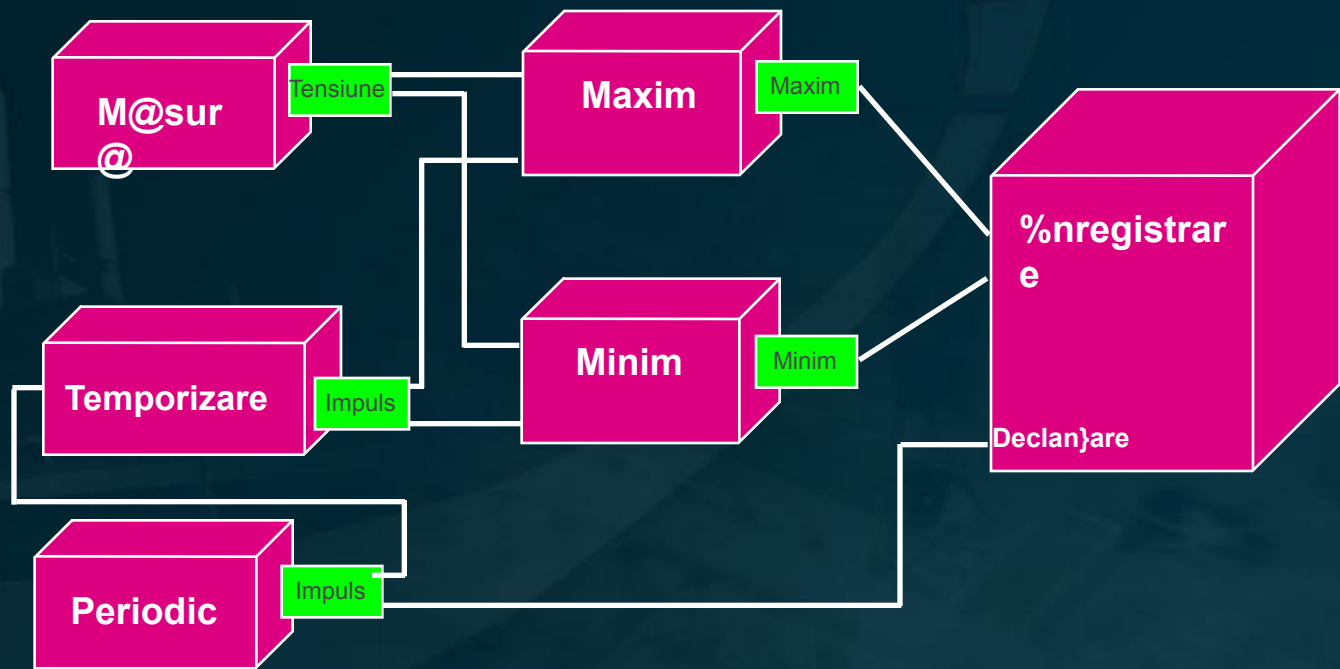 M@sur
@
Tensiune
Maxim
Maxim
%nregistrar
e
Temporizare
Impuls
Minim
Minim
Declan}are
Periodic
Impuls